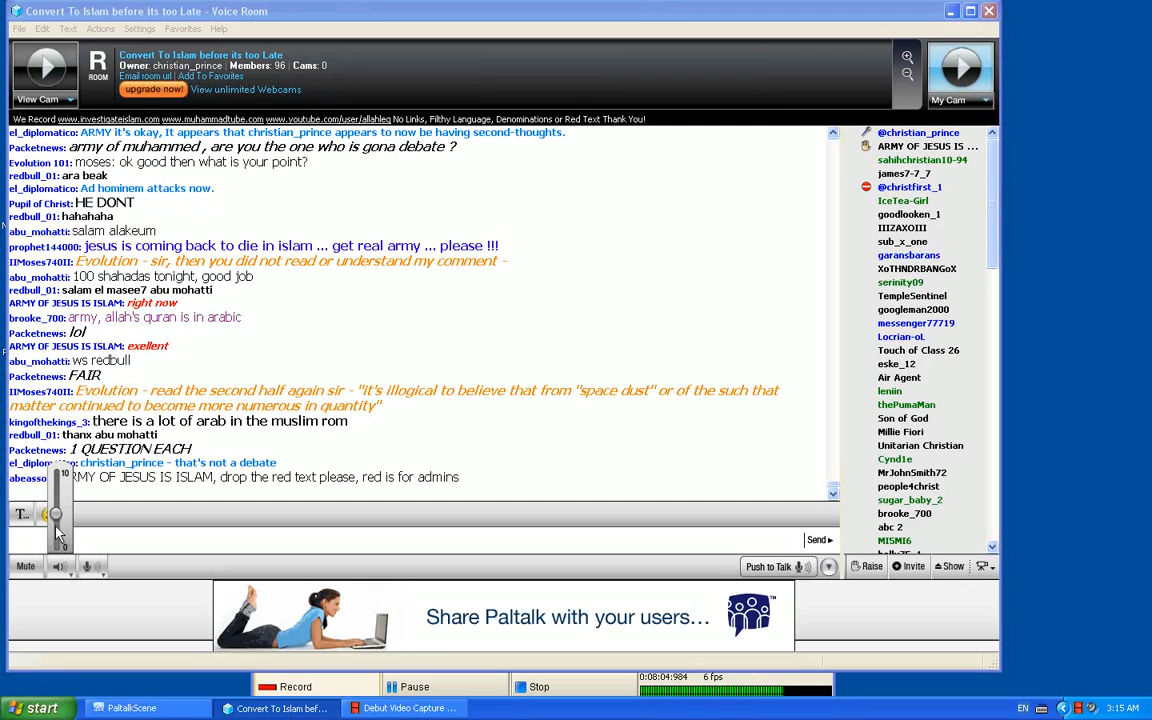 Convert To Islam before its too Late - Voice Room
File Edit Text Actions Settings Favorites Help
View Cam
R
ROOM
Convert To Islam before its too Late
Owner: christian_prince | Members: 96 | Cams: 0
Email room url | Add To Favorites
upgrade now! View unlimited Webcams
My Cam
We Record www.investigateislam.com www.muhammadtube.com www.youtube.com/user/allahleg No Links, Filthy Language, Denominations or Red Text Thank You!
el_diplomatico: ARMY it's okay, It appears that christian_prince appears to now be having second-thoughts.
Packetnews: army of muhammed , are you the one who is gona debate ?
Evolution 101: moses: ok good then what is your point?
redbull_01: ara beak
el_diplomatico: Ad hominem attacks now.
Pupil of Christ: HE DONT
redbull_01: hahahaha
abu_mohatti: salam alakeum
prophet144000: jesus is coming back to die in islam ... get real army ... please !!!
IIMoses740II: Evolution - sir, then you did not read or understand my comment -
abu_mohatti: 100 shahadas tonight, good job
redbull_01: salam el masee7 abu mohatti
ARMY OF JESUS IS ISLAM: right now
brooke_700: army, allah's quran is in arabic
Packetnews: lol
ARMY OF JESUS IS ISLAM: exellent
abu_mohatti: ws redbull
Packetnews: FAIR
IIMoses740II: Evolution - read the second half again sir - "it's illogical to believe that from "space dust" or of the such that
matter continued to become more numerous in quantity"
kingofthekings_3: there is a lot of arab in the muslim rom
redbull_01: thanx abu mohatti
Packetnews: 1 QUESTION EACH
el_diplom christian_prince - that's not a debate
abeasso RMY OF JESUS IS ISLAM, drop the red text please, red is for admins
@christian_prince
ARMY OF JESUS IS ...
sahihchristian10-94
james7-7_7
@christfirst_1
IceTea-Girl
goodlooken_1
IIIZAXOIII
sub_x_one
garansbarans
XoTHNDRBANGoX
serinity09
TempleSentinel
googleman2000
messenger77719
Locrian-oL
Touch of Class 26
eske_12
Air Agent
leniin
thePumaMan
Son of God
Millie Fiori
Unitarian Christian
Cynd1e
MrJohnSmith72
people4christ
sugar_baby_2
brooke_700
abc 2
MISMI6
10
0
T...
Send
Mute
Push to Talk
Raise Invite Show
Share Paltalk with your users...
TM
Record Pause Stop 0:08:04:984 6 fps
start PaltalkScene Convert To Islam bef... Debut Video Capture ... EN 3:15 AM